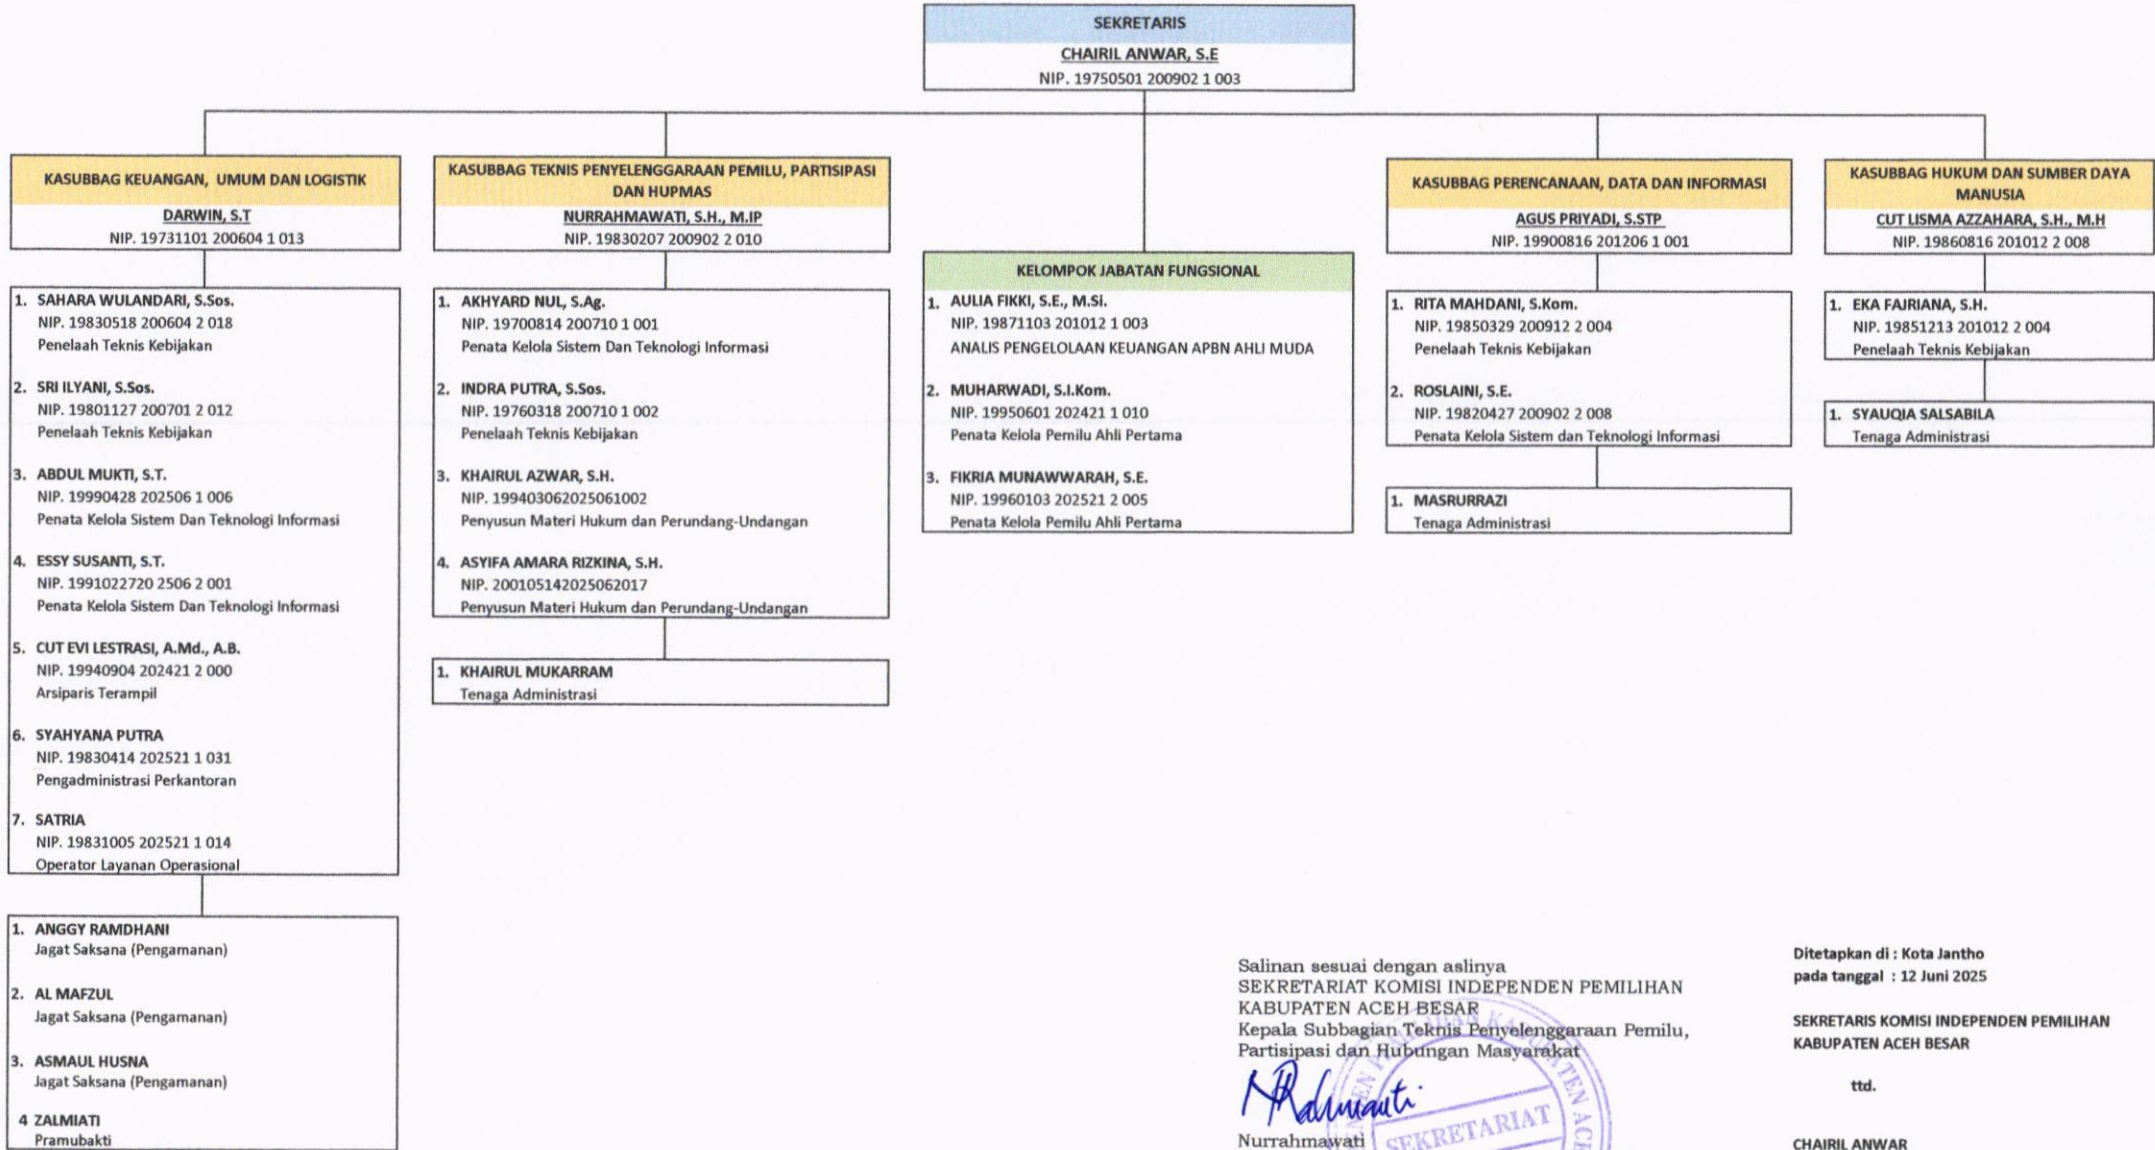 SEKRETARIS
CHAIRIL ANWAR, S.E
NIP. 19750501 200902 1 003
KASUBBAG KEUANGAN, UMUM DAN LOGISTIK
DARWIN, S.T
NIP. 19731101 200604 1 013
1. SAHARA WULANDARI, S.Sos.
NIP. 19830518 200604 2 018
Penelaah Teknis Kebijakan
2. SRI ILYANI, S.Sos.
NIP. 19801127 200701 2 012
Penelaah Teknis Kebijakan
3. ABDUL MUKTI, S.T.
NIP. 19990428 202506 1 006
Penata Kelola Sistem Dan Teknologi Informasi
4. ESSY SUSANTI, S.T.
NIP. 1991022720 2506 2 001
Penata Kelola Sistem Dan Teknologi Informasi
5. CUT EVI LESTRASI, A.Md., A.B.
NIP. 19940904 202421 2 000
Arsiparis Terampil
6. SYAHYANA PUTRA
NIP. 19830414 202521 1 031
Pengadministrasi Perkantoran
7. SATRIA
NIP. 19831005 202521 1 014
Operator Layanan Operasional
1. ANGGY RAMDHANI
Jagat Saksana (Pengamanan)
2. AL MAFZUL
Jagat Saksana (Pengamanan)
3. ASMAUL HUSNA
Jagat Saksana (Pengamanan)
4 ZALMIATI
Pramubakti
KASUBBAG TEKNIS PENYELENGGARAAN PEMILU, PARTISIPASI
DAN HUPMAS
NURRAHMAWATI, S.H., M.IP
NIP. 19830207 200902 2 010
1. AKHYARD NUL, S.Ag.
NIP. 19700814 200710 1 001
Penata Kelola Sistem Dan Teknologi Informasi
2. INDRA PUTRA, S.Sos.
NIP. 19760318 200710 1 002
Penelaah Teknis Kebijakan
3. KHAIRUL AZWAR, S.H.
NIP. 199403062025061002
Penyusun Materi Hukum dan Perundang-Undangan
4. ASYIFA AMARA RIZKINA, S.H.
NIP. 200105142025062017
Penyusun Materi Hukum dan Perundang-Undangan
1. KHAIRUL MUKARRAM
Tenaga Administrasi
KELOMPOK JABATAN FUNGSIONAL
1. AULIA FIKKI, S.E., M.Si.
NIP. 19871103 201012 1 003
ANALIS PENGELOLAAN KEUANGAN APBN AHLI MUDA
2. MUHARWADI, S.I.Kom.
NIP. 19950601 202421 1 010
Penata Kelola Pemilu Ahli Pertama
3. FIKRIA MUNAWWARAH, S.E.
NIP. 19960103 202521 2 005
Penata Kelola Pemilu Ahli Pertama
KASUBBAG PERENCANAAN, DATA DAN INFORMASI
AGUS PRIYADI, S.STP
NIP. 19900816 201206 1 001
1. RITA MAHDANI, S.Kom.
NIP. 19850329 200912 2 004
Penelaah Teknis Kebijakan
2. ROSLAINI, S.E.
NIP. 19820427 200902 2 008
Penata Kelola Sistem dan Teknologi Informasi
1. MASRURRAZI
Tenaga Administrasi
KASUBBAG HUKUM DAN SUMBER DAYA
MANUSIA
CUT LISMA AZZAHARA, S.H., M.H
NIP. 19860816 201012 2 008
1. EKA FAJRIANA, S.H.
NIP. 19851213 201012 2 004
Penelaah Teknis Kebijakan
1. SYAUQIA SALSABILA
Tenaga Administrasi
Salinan sesuai dengan aslinya
SEKRETARIAT KOMISI INDEPENDEN PEMILIHAN
KABUPATEN ACEH BESAR
Kepala Subbagian Teknis Penyelenggaraan Pemilu,
Partisipasi dan Hubungan Masyarakat
Nurrahmawati
SEKRETARIAT
Ditetapkan di : Kota Jantho
pada tanggal : 12 Juni 2025
SEKRETARIS KOMISI INDEPENDEN PEMILIHAN
KABUPATEN ACEH BESAR
ttd.
CHAIRIL ANWAR